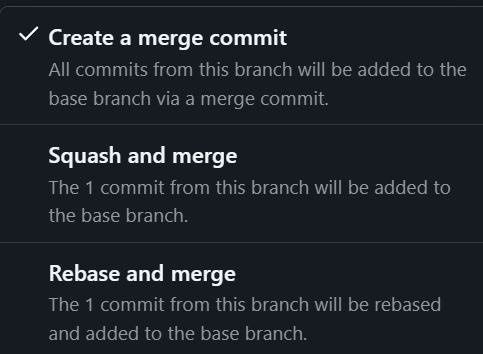 Create a merge commit
All commits from this branch will be added to the
base branch via a merge commit.
Squash and merge
The 1 commit from this branch will be added to
the base branch.
Rebase and merge
The 1 commit from this branch will be rebased
and added to the base branch.